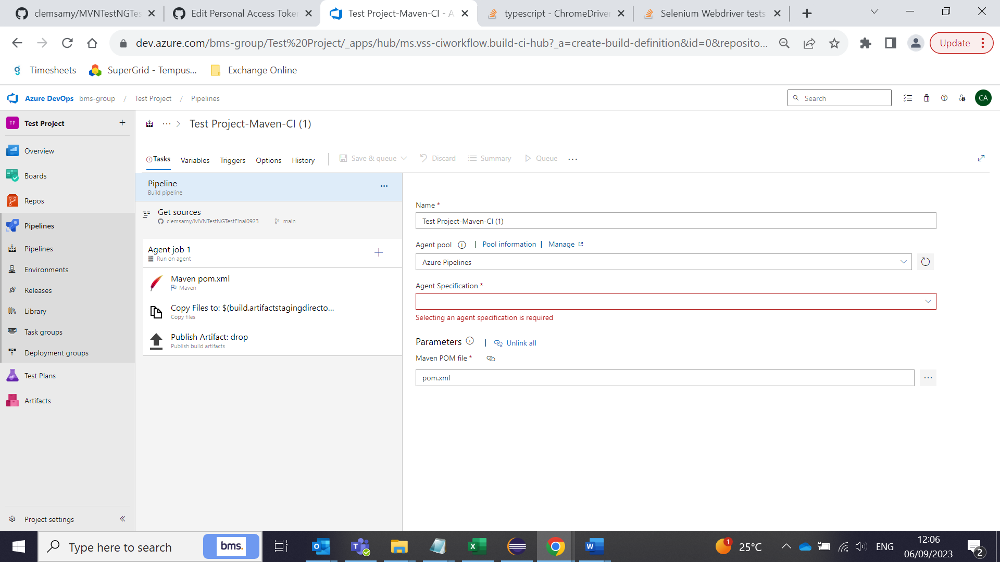 clemsamy/MVNTestNGTes
Edit Personal Access Toker
Test Project-Maven-CI - A
typescript - ChromeDriver
Selenium Webdriver tests
dev.azure.com/bms-group/Test%20Project/_apps/hub/ms.vss-ciworkflow.build-ci-hub?_a=create-build-definition&id=0&reposito...
Update
Timesheets
SuperGrid - Tempus...
Exchange Online
Azure DevOps bms-group / Test Project / Pipelines
Search
CA
TP Test Project +
Test Project-Maven-CI (1)
Overview
Boards
Repos
Pipelines
Pipelines
Environments
Releases
Library
Task groups
Deployment groups
Test Plans
Artifacts
Project settings
Tasks Variables Triggers Options History
Save & queue Discard Summary Queue ...
Pipeline
Build pipeline
...
Get sources
clemsamy/MVNTestNGTestFinal0923 main
Agent job 1
Run on agent
Maven pom.xml
Maven
Copy Files to: $(build.artifactstagingdirecto...
Copy files
Publish Artifact: drop
Publish build artifacts
Name *
Test Project-Maven-CI (1)
Agent pool | Pool information | Manage
Azure Pipelines
Agent Specification *
Selecting an agent specification is required
Parameters | Unlink all
Maven POM file *
pom.xml
...
Type here to search
bms.
1
25°C
ENG
12:06
06/09/2023
2